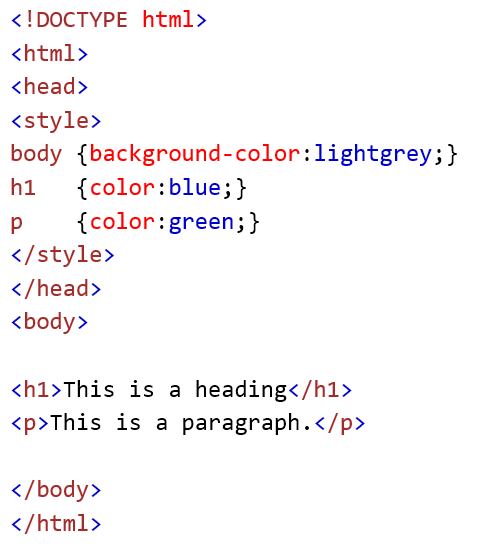 <!DOCTYPE html>
<html>
<head>
<style>
body {background-color:lightgrey;}
h1   {color:blue;}
p    {color:green;}
</style>
</head>
<body>

<h1>This is a heading</h1>
<p>This is a paragraph.</p>

</body>
</html>